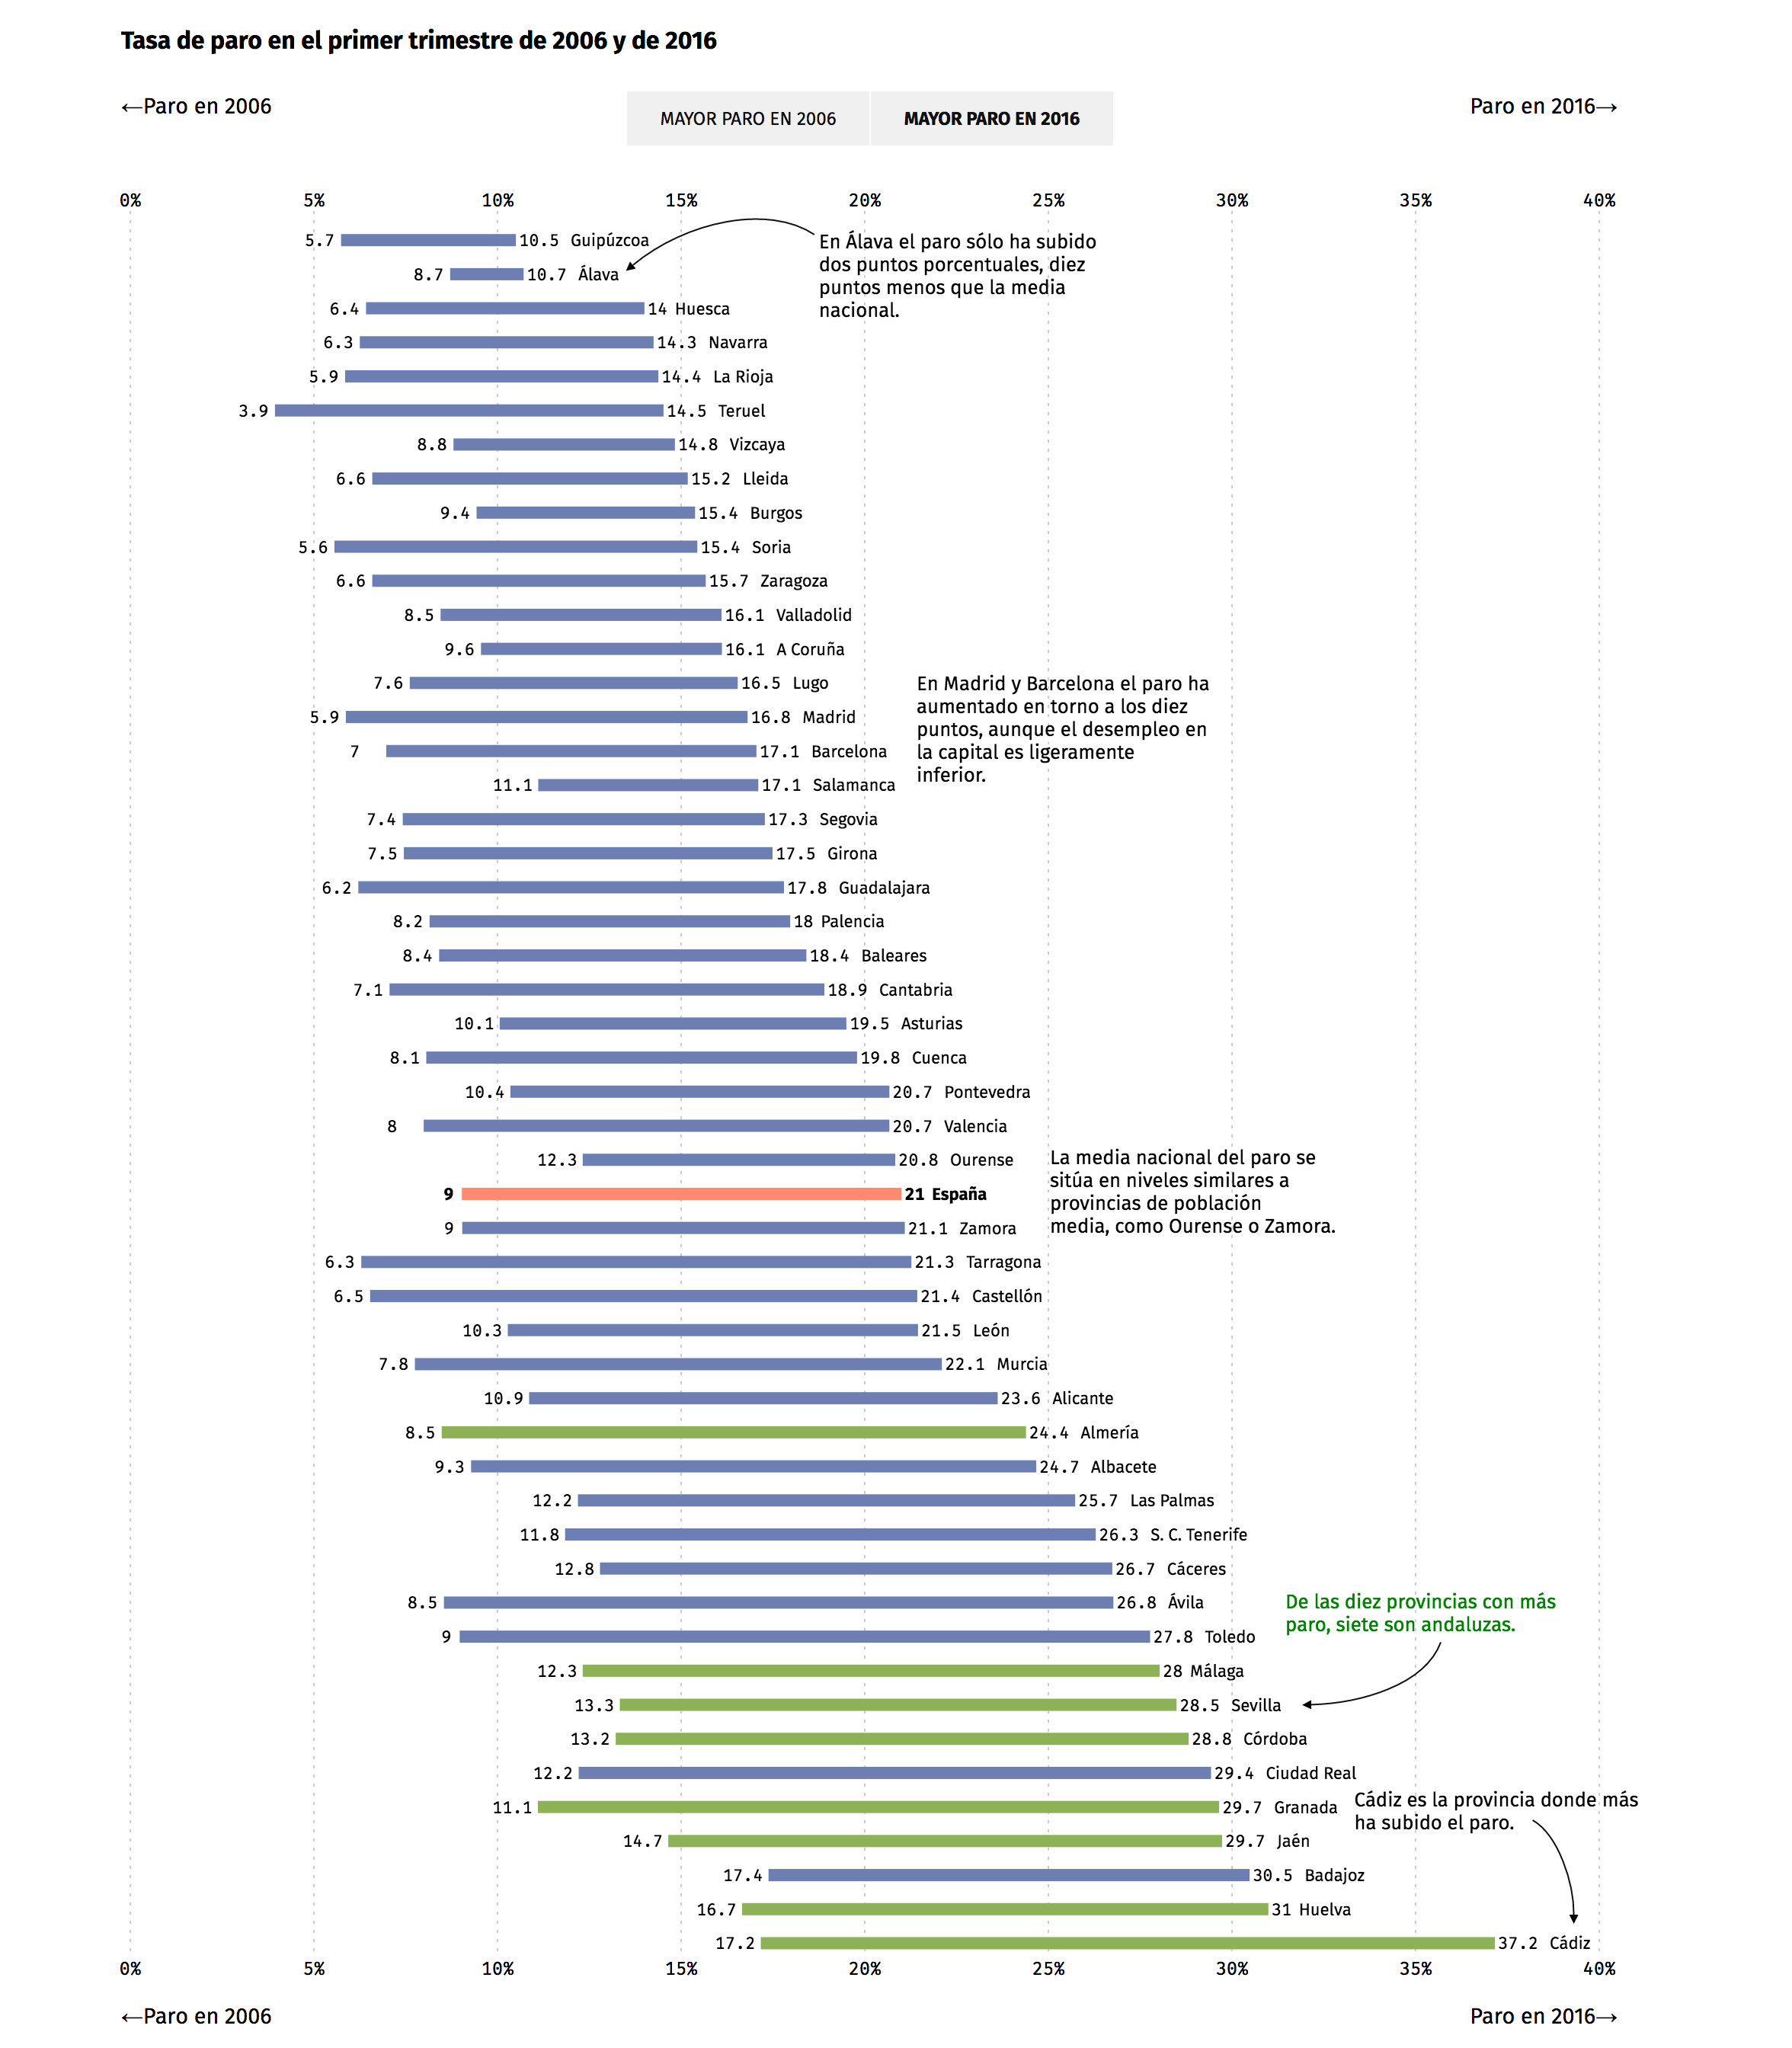 Tasa de paro en el primer trimestre de 2006 y de 2016
←Paro en 2006
MAYOR PARO EN 2006
MAYOR PARO EN 2016
Paro en 2016→
0% 5% 10% 15% 20% 25% 30% 35% 40%
5.7 10.5 Guipúzcoa
8.7 10.7 Álava
En Álava el paro sólo ha subido
dos puntos porcentuales, diez
puntos menos que la media
nacional.
6.4 14 Huesca
6.3 14.3 Navarra
5.9 14.4 La Rioja
3.9 14.5 Teruel
8.8 14.8 Vizcaya
6.6 15.2 Lleida
9.4 15.4 Burgos
5.6 15.4 Soria
6.6 15.7 Zaragoza
8.5 16.1 Valladolid
9.6 16.1 A Coruña
7.6 16.5 Lugo
5.9 16.8 Madrid
7 17.1 Barcelona
En Madrid y Barcelona el paro ha
aumentado en torno a los diez
puntos, aunque el desempleo en
la capital es ligeramente
inferior.
11.1 17.1 Salamanca
7.4 17.3 Segovia
7.5 17.5 Girona
6.2 17.8 Guadalajara
8.2 18 Palencia
8.4 18.4 Baleares
7.1 18.9 Cantabria
10.1 19.5 Asturias
8.1 19.8 Cuenca
10.4 20.7 Pontevedra
8 20.7 Valencia
12.3 20.8 Ourense
9 21 España
La media nacional del paro se
sitúa en niveles similares a
provincias de población
media, como Ourense o Zamora.
9 21.1 Zamora
6.3 21.3 Tarragona
6.5 21.4 Castellón
10.3 21.5 León
7.8 22.1 Murcia
10.9 23.6 Alicante
8.5 24.4 Almería
9.3 24.7 Albacete
12.2 25.7 Las Palmas
11.8 26.3 S. C. Tenerife
12.8 26.7 Cáceres
8.5 26.8 Ávila
De las diez provincias con más
paro, siete son andaluzas.
9 27.8 Toledo
12.3 28 Málaga
13.3 28.5 Sevilla
13.2 28.8 Córdoba
12.2 29.4 Ciudad Real
11.1 29.7 Granada
Cádiz es la provincia donde más
ha subido el paro.
14.7 29.7 Jaén
17.4 30.5 Badajoz
16.7 31 Huelva
17.2 37.2 Cádiz
0% 5% 10% 15% 20% 25% 30% 35% 40%
←Paro en 2006
Paro en 2016→